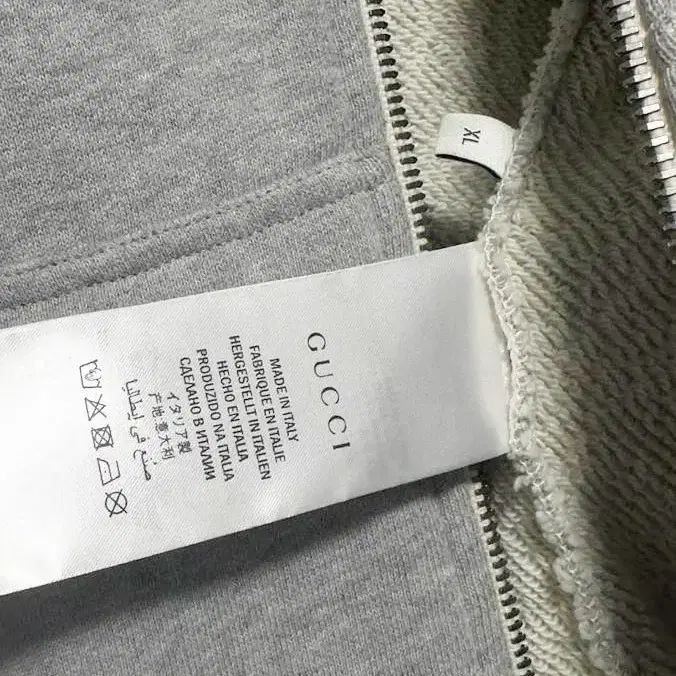 XL
GUCCI
MADE IN ITALY
FABRIQUE EN ITALIE
HERGESTELLT IN ITALIEN
HECHO EN ITALIA
PRODUZIDO NA ITALIA
СДЕЛАНО В ИТАЛИИ
イタリア製
产地:意大利
صنع في إيطاليا